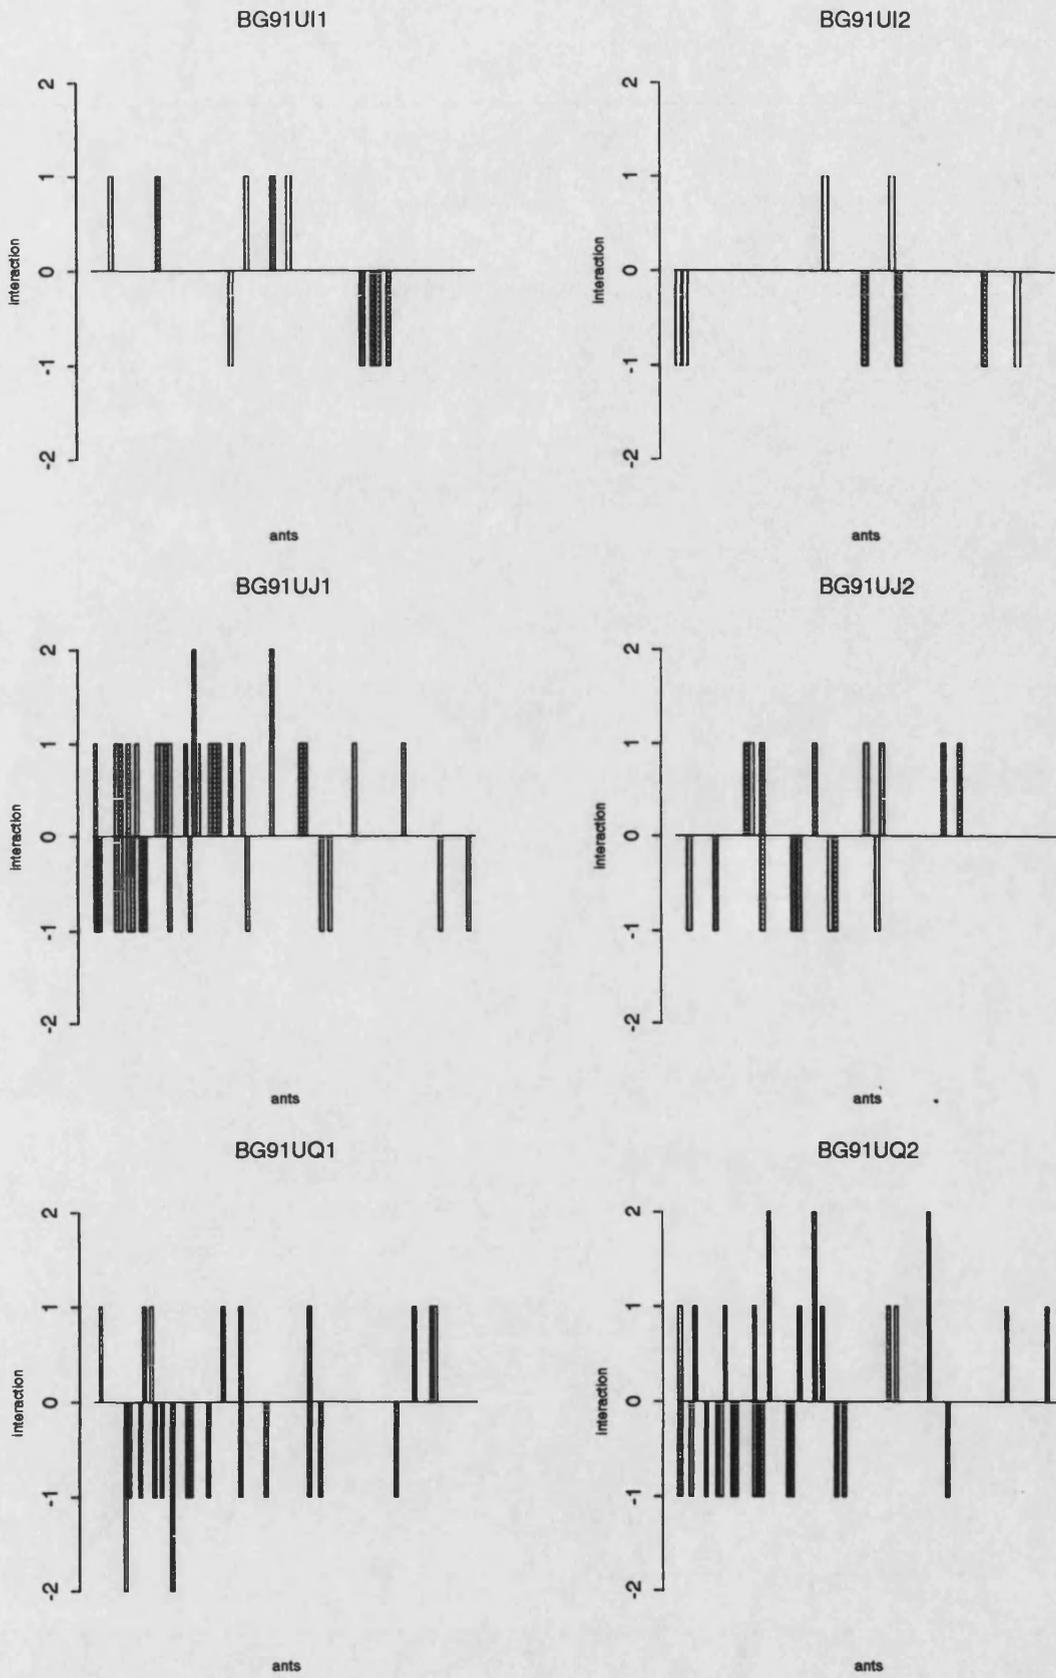 BG91UI1
2
1
0
-1
-2
interaction
ants
BG91UI2
2
1
0
-1
-2
interaction
ants
BG91UJ1
2
1
0
-1
-2
interaction
ants
BG91UJ2
2
1
0
-1
-2
interaction
ants
BG91UQ1
2
1
0
-1
-2
interaction
ants
BG91UQ2
2
1
0
-1
-2
interaction
ants